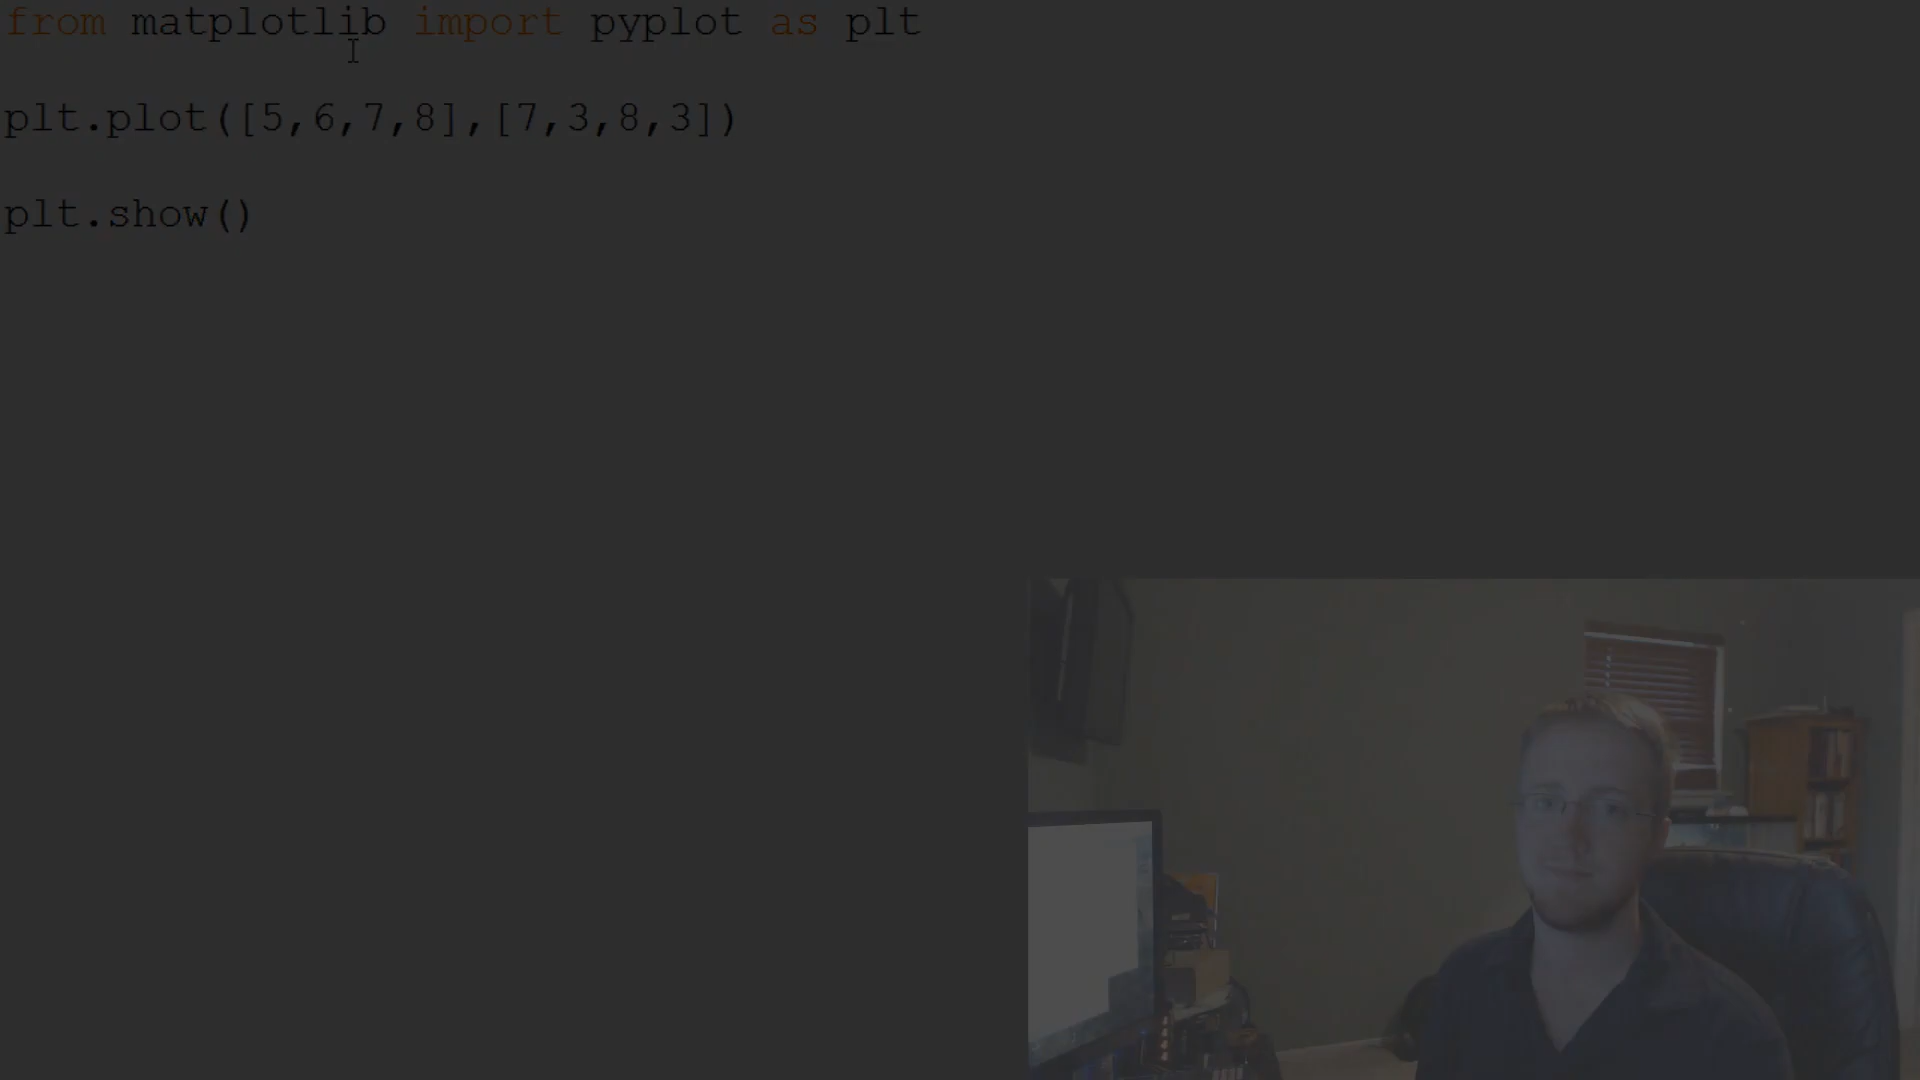 from matplotlib import pyplot as plt
plt.plot([5,6,7,8],[7,3,8,3])
plt.show()